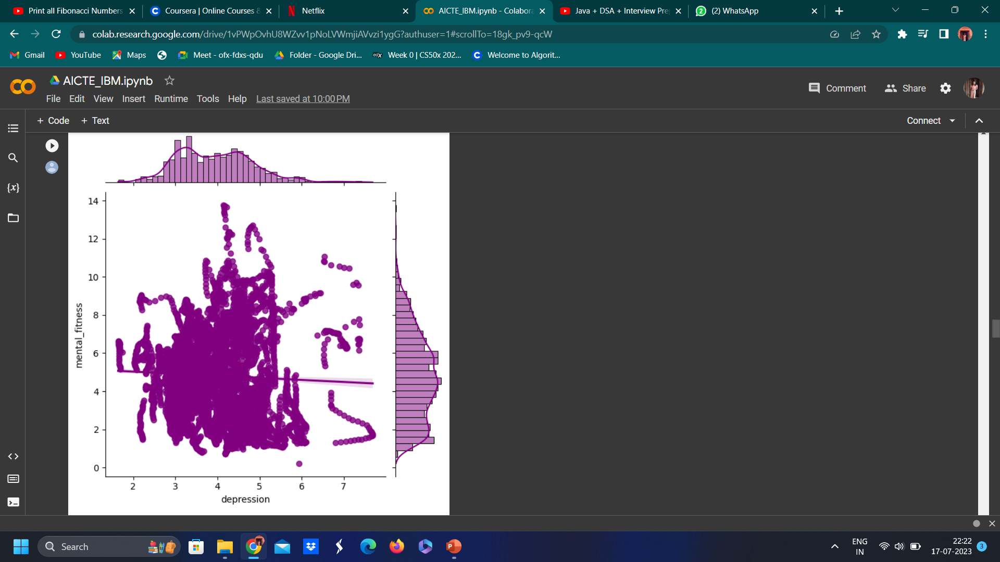 Print all Fibonacci Numbers
Coursera | Online Courses &
Netflix
AICTE_IBM.ipynb - Colabora
Java + DSA + Interview Pre
(2) WhatsApp
colab.research.google.com/drive/1vPWpOvhU8WZvv1pNoLVWmjiAVvzi1ygG?authuser=1#scrollTo=18gk_pv9-qcW
Gmail
YouTube
Maps
Meet - ofx-fdxs-qdu
Folder - Google Dri...
edx Week 0 | CS50x 202...
Welcome to Algorit...
AICTE_IBM.ipynb
Comment
Share
File Edit View Insert Runtime Tools Help Last saved at 10:00 PM
+ Code + Text
Connect
{x}
14
12
10
8
6
4
2
0
mental_fitness
2 3 4 5 6 7
depression
Search
ENG
IN
22:22
17-07-2023
3